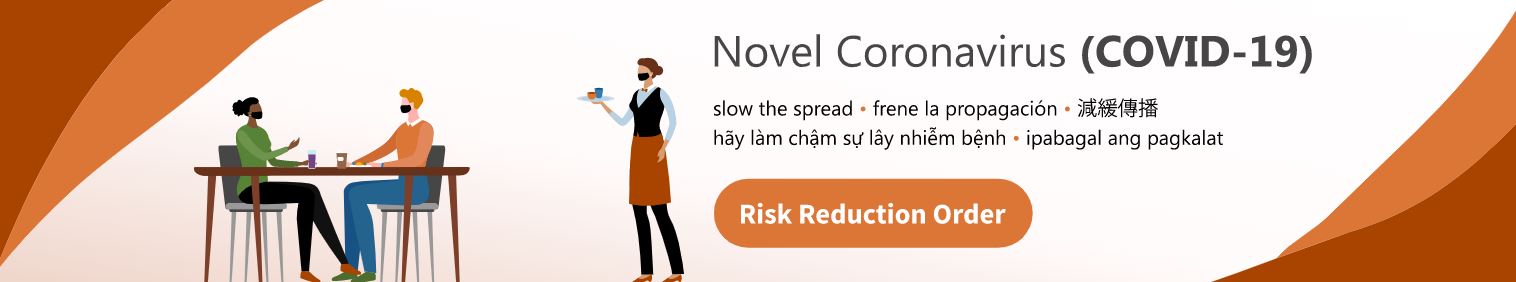 Novel Coronavirus (COVID-19)
slow the spread • frene la propagación • 減緩傳播
hãy làm chậm sự lây nhiễm bệnh • ipabagal ang pagkalat
Risk Reduction Order